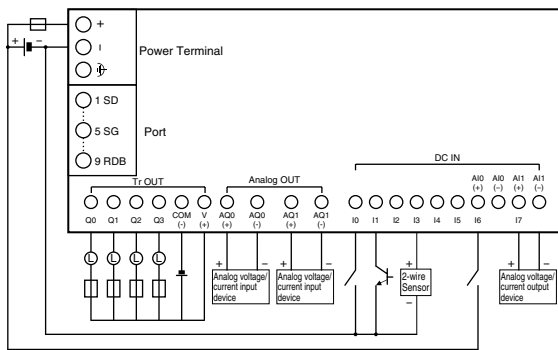 +
+ −
−
Power Terminal
1 SD
5 SG
Port
9 RDB
Tr OUT
Analog OUT
DC IN
AI0 AI0 AI1 AI1
(+) (−) (+) (−)
Q0 Q1 Q2 Q3 COM V AQ0 AQ0 AQ1 AQ1 I0 I1 I2 I3 I4 I5 I6 I7
(-) (+) (+) (-) (+) (-)
L L L L
+ − + − + + −
Analog voltage/
current input
device
Analog voltage/
current input
device
2-wire
Sensor
−
Analog voltage/
current output
device